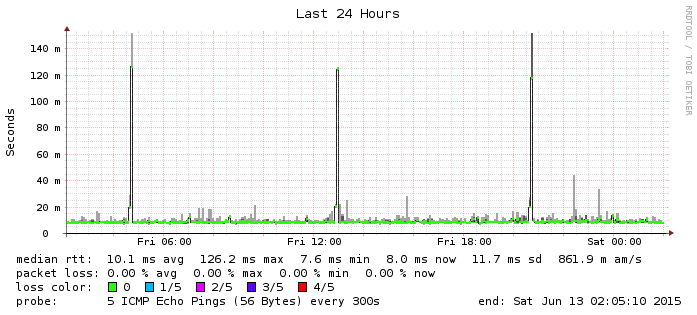 Last 24 Hours
RRDTOOL / TOBI OETIKER
Seconds
140 m
120 m
100 m
80 m
60 m
40 m
20 m
0
Fri 06:00 Fri 12:00 Fri 18:00 Sat 00:00
median rtt: 10.1 ms avg 126.2 ms max 7.6 ms min 8.0 ms now 11.7 ms sd 861.9 m am/s
packet loss: 0.00 % avg 0.00 % max 0.00 % min 0.00 % now
loss color: 0 1/5 2/5 3/5 4/5
probe: 5 ICMP Echo Pings (56 Bytes) every 300s end: Sat Jun 13 02:05:10 2015